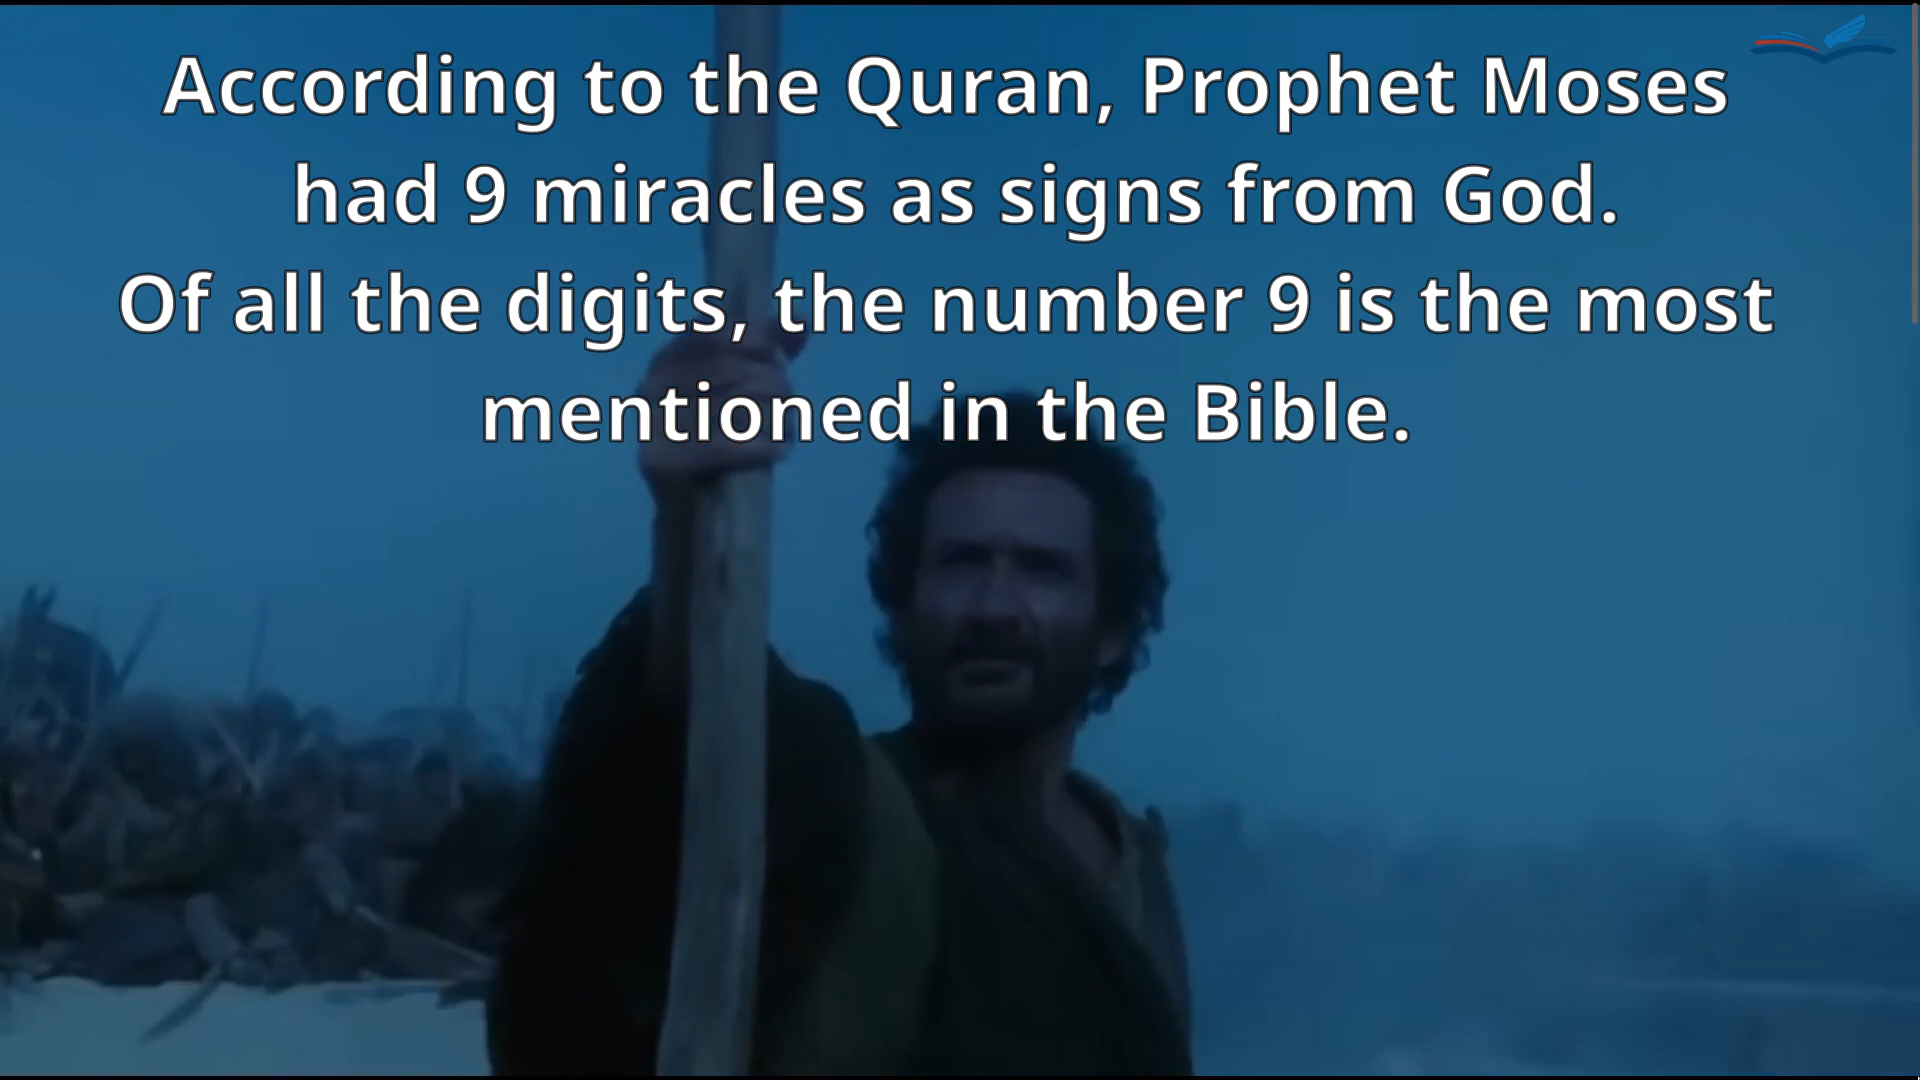 According to the Quran, Prophet Moses
had 9 miracles as signs from God.
Of all the digits, the number 9 is the most
mentioned in the Bible.